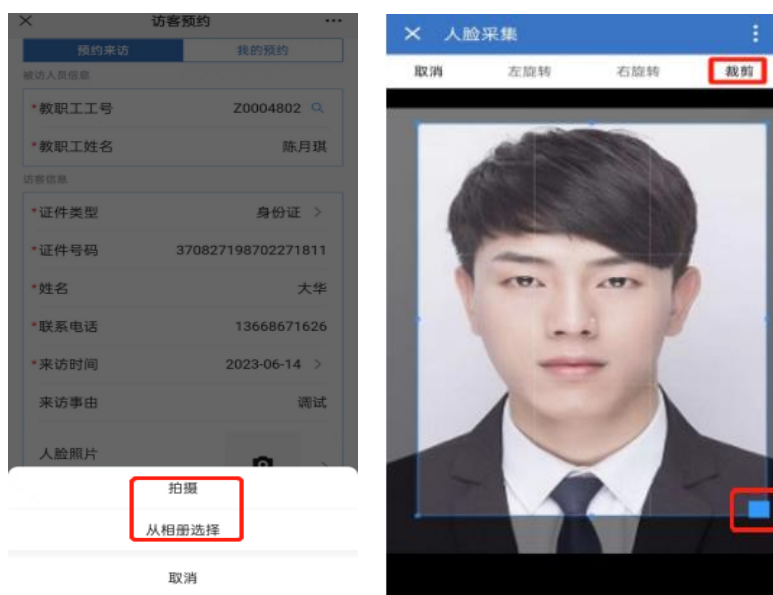 访客预约
预约来访
我的预约
被访人员信息
*教职工工号 Z0004802
*教职工姓名 陈月琪
访客信息
*证件类型 身份证
*证件号码 370827198702271811
*姓名 大华
*联系电话 13668671626
*来访时间 2023-06-14
来访事由 调试
人脸照片
拍摄
从相册选择
取消
人脸采集
取消 左旋转 右旋转 裁剪